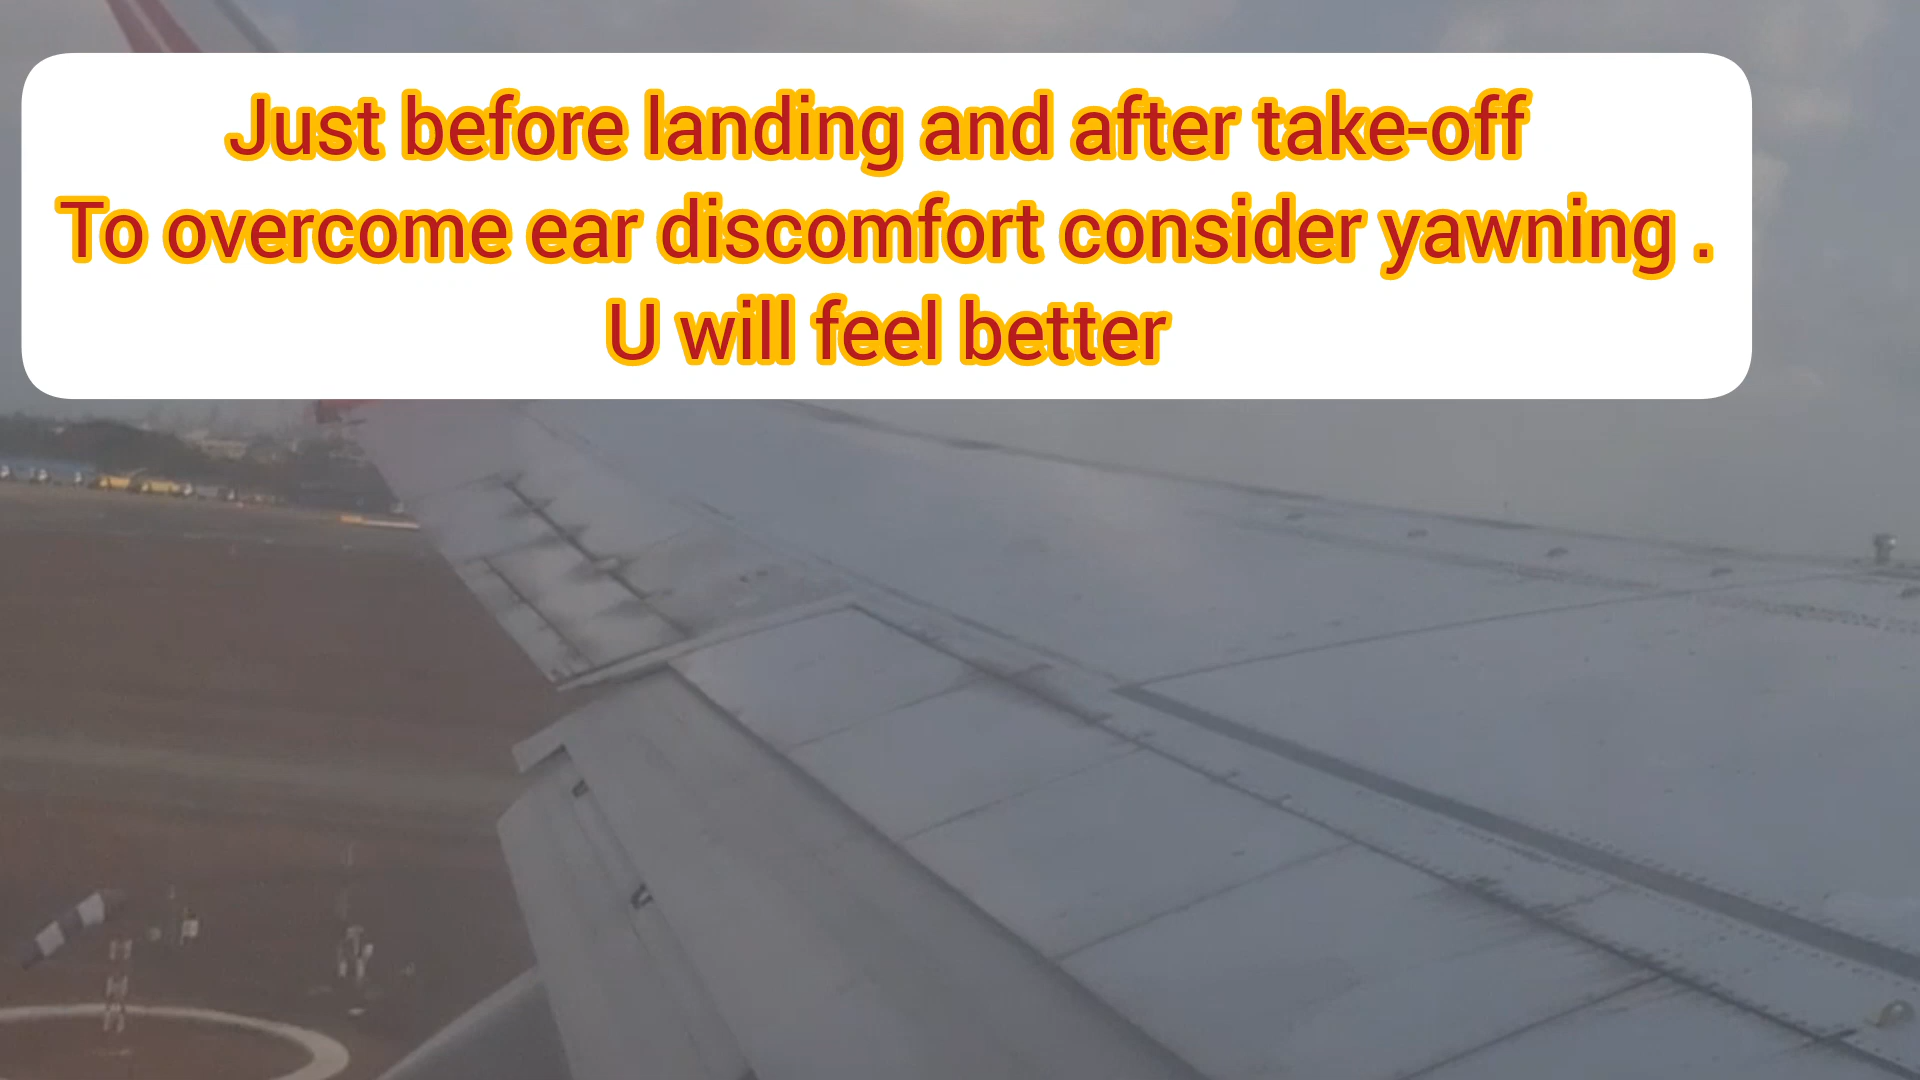 Just before landing and after take-off
To overcome ear discomfort consider yawning .
U will feel better